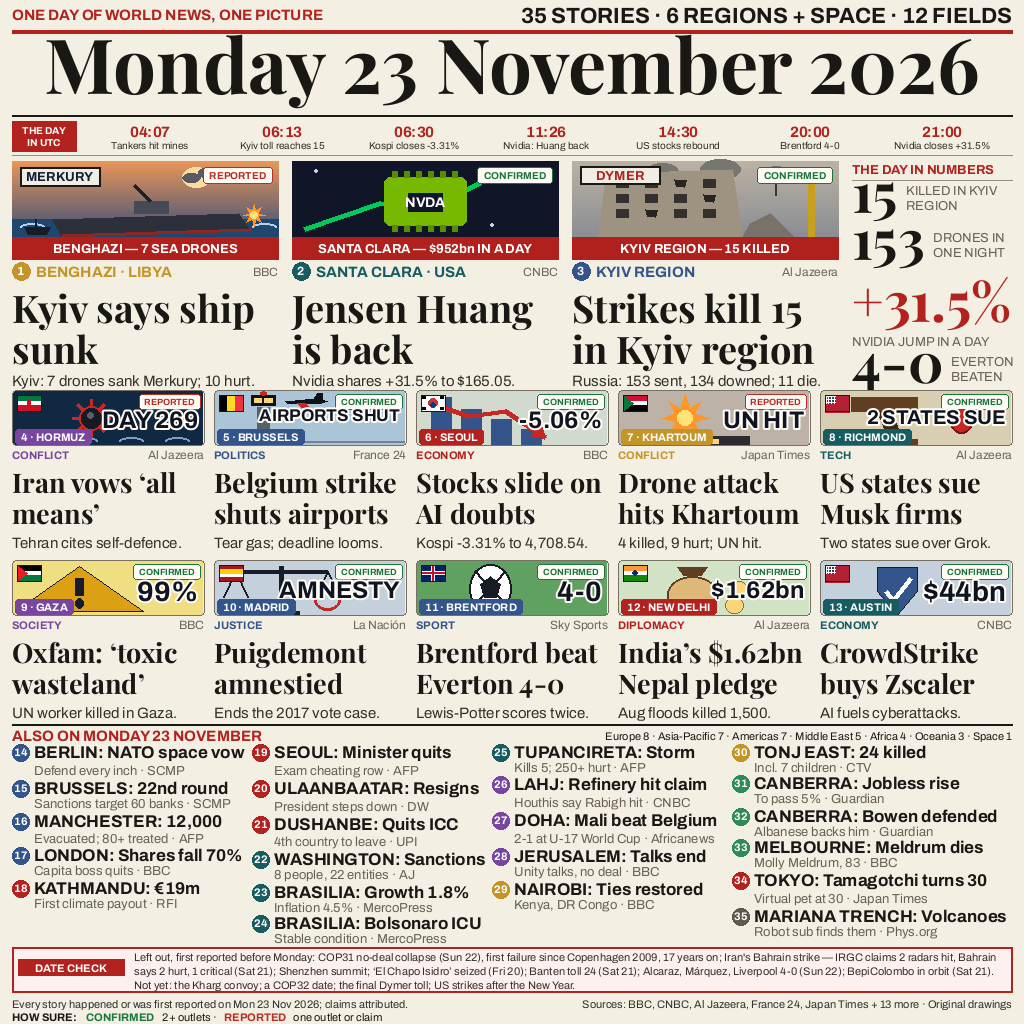 ONE DAY OF WORLD NEWS, ONE PICTURE
35 STORIES · 6 REGIONS + SPACE · 12 FIELDS
Monday 23 November 2026
THE DAY
IN UTC
04:07
Tankers hit mines
06:13
Kyiv toll reaches 15
06:30
Kospi closes -3.31%
11:26
Nvidia: Huang back
14:30
US stocks rebound
20:00
Brentford 4-0
21:00
Nvidia closes +31.5%
MERKURY
REPORTED
BENGHAZI — 7 SEA DRONES
1 BENGHAZI · LIBYA
BBC
Kyiv says ship
sunk
Kyiv: 7 drones sank Merkury; 10 hurt.
CONFIRMED
NVDA
SANTA CLARA — $952bn IN A DAY
2 SANTA CLARA · USA
CNBC
Jensen Huang
is back
Nvidia shares +31.5% to $165.05.
DYMER
CONFIRMED
KYIV REGION — 15 KILLED
3 KYIV REGION
Al Jazeera
Strikes kill 15
in Kyiv region
Russia: 153 sent, 134 downed; 11 die.
THE DAY IN NUMBERS
15 KILLED IN KYIV
REGION
153 DRONES IN
ONE NIGHT
+31.5%
NVIDIA JUMP IN A DAY
4-0 EVERTON
BEATEN
REPORTED
DAY 269
4 · HORMUZ
CONFLICT
Al Jazeera
Iran vows ‘all
means’
Tehran cites self-defence.
CONFIRMED
AIRPORTS SHUT
5 · BRUSSELS
POLITICS
France 24
Belgium strike
shuts airports
Tear gas; deadline looms.
CONFIRMED
-5.06%
6 · SEOUL
ECONOMY
BBC
Stocks slide on
AI doubts
Kospi -3.31% to 4,708.54.
REPORTED
UN HIT
7 · KHARTOUM
CONFLICT
Japan Times
Drone attack
hits Khartoum
4 killed, 9 hurt; UN hit.
CONFIRMED
2 STATES SUE
8 · RICHMOND
TECH
Al Jazeera
US states sue
Musk firms
Two states sue over Grok.
CONFIRMED
99%
9 · GAZA
SOCIETY
BBC
Oxfam: ‘toxic
wasteland’
UN worker killed in Gaza.
CONFIRMED
AMNESTY
10 · MADRID
JUSTICE
La Nación
Puigdemont
amnestied
Ends the 2017 vote case.
CONFIRMED
4-0
11 · BRENTFORD
SPORT
Sky Sports
Brentford beat
Everton 4-0
Lewis-Potter scores twice.
CONFIRMED
$1.62bn
12 · NEW DELHI
DIPLOMACY
Al Jazeera
India’s $1.62bn
Nepal pledge
Aug floods killed 1,500.
CONFIRMED
$44bn
13 · AUSTIN
ECONOMY
CNBC
CrowdStrike
buys Zscaler
AI fuels cyberattacks.
ALSO ON MONDAY 23 NOVEMBER
Europe 8 · Asia-Pacific 7 · Americas 7 · Middle East 5 · Africa 4 · Oceania 3 · Space 1
14 BERLIN: NATO space vow
Defend every inch · SCMP
15 BRUSSELS: 22nd round
Sanctions target 60 banks · SCMP
16 MANCHESTER: 12,000
Evacuated; 80+ treated · AFP
17 LONDON: Shares fall 70%
Capita boss quits · BBC
18 KATHMANDU: €19m
First climate payout · RFI
19 SEOUL: Minister quits
Exam cheating row · AFP
20 ULAANBAATAR: Resigns
President steps down · DW
21 DUSHANBE: Quits ICC
4th country to leave · UPI
22 WASHINGTON: Sanctions
8 people, 22 entities · AJ
23 BRASILIA: Growth 1.8%
Inflation 4.5% · MercoPress
24 BRASILIA: Bolsonaro ICU
Stable condition · MercoPress
25 TUPANCIRETA: Storm
Kills 5; 250+ hurt · AFP
26 LAHJ: Refinery hit claim
Houthis say Rabigh hit · CNBC
27 DOHA: Mali beat Belgium
2-1 at U-17 World Cup · Africanews
28 JERUSALEM: Talks end
Unity talks, no deal · BBC
29 NAIROBI: Ties restored
Kenya, DR Congo · BBC
30 TONJ EAST: 24 killed
Incl. 7 children · CTV
31 CANBERRA: Jobless rise
To pass 5% · Guardian
32 CANBERRA: Bowen defended
Albanese backs him · Guardian
33 MELBOURNE: Meldrum dies
Molly Meldrum, 83 · BBC
34 TOKYO: Tamagotchi turns 30
Virtual pet at 30 · Japan Times
35 MARIANA TRENCH: Volcanoes
Robot sub finds them · Phys.org
DATE CHECK
Left out, first reported before Monday: COP31 no-deal collapse (Sun 22), first failure since Copenhagen 2009, 17 years on; Iran's Bahrain strike — IRGC claims 2 radars hit, Bahrain
says 2 hurt, 1 critical (Sat 21); Shenzhen summit; ‘El Chapo Isidro’ seized (Fri 20); Banten toll 24 (Sat 21); Alcaraz, Márquez, Liverpool 4-0 (Sun 22); BepiColombo in orbit (Sat 21).
Not yet: the Kharg convoy; a COP32 date; the final Dymer toll; US strikes after the New Year.
Every story happened or was first reported on Mon 23 Nov 2026; claims attributed.
Sources: BBC, CNBC, Al Jazeera, France 24, Japan Times + 13 more · Original drawings
HOW SURE: CONFIRMED 2+ outlets · REPORTED one outlet or claim